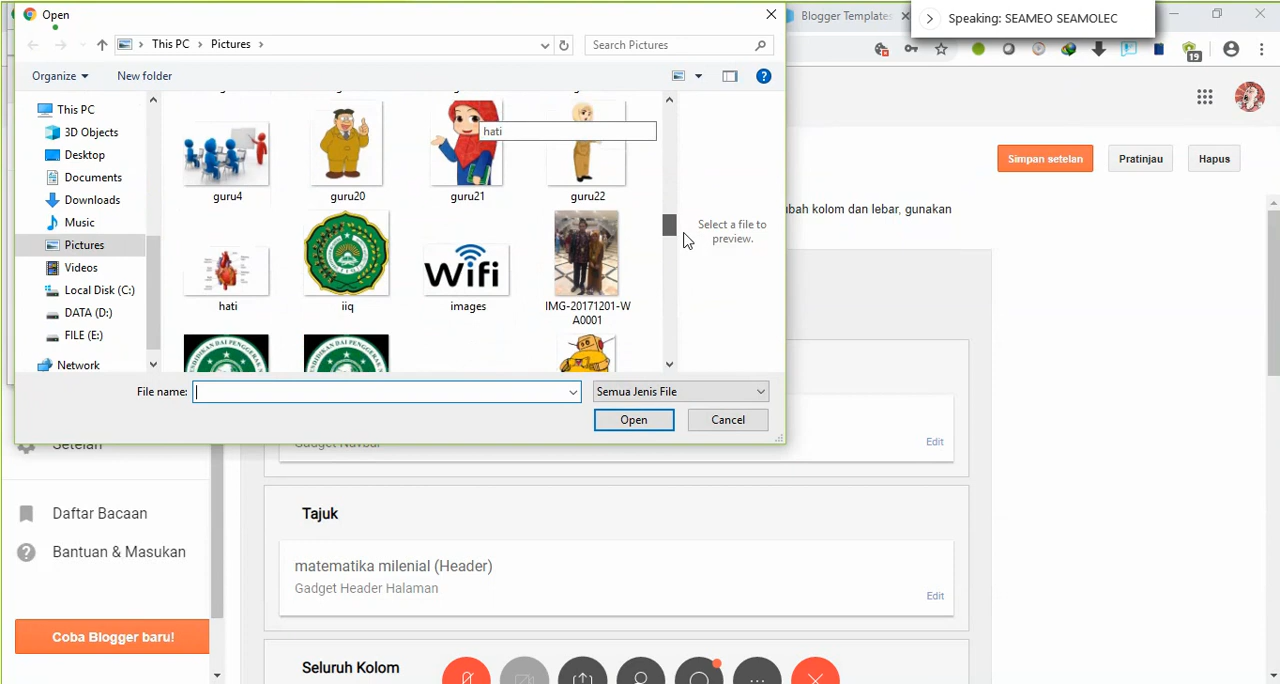 Open
Blogger Templates
Speaking: SEAMEO SEAMOLEC
This PC
Pictures
Search Pictures
19
Organize
New folder
This PC
3D Objects
Desktop
Documents
Downloads
Music
Pictures
Videos
Local Disk (C:)
DATA (D:)
FILE (E:)
Network
hati
guru4
guru20
guru21
guru22
Wifi
hati
iiq
images
IMG-20171201-W
A0001
Select a file to
preview.
File name:
Semua Jenis File
Open
Cancel
Simpan setelan
Pratinjau
Hapus
ubah kolom dan lebar, gunakan
Gadget Navbar
Edit
Setelan
Daftar Bacaan
Bantuan & Masukan
Coba Blogger baru!
Tajuk
matematika milenial (Header)
Gadget Header Halaman
Edit
Seluruh Kolom